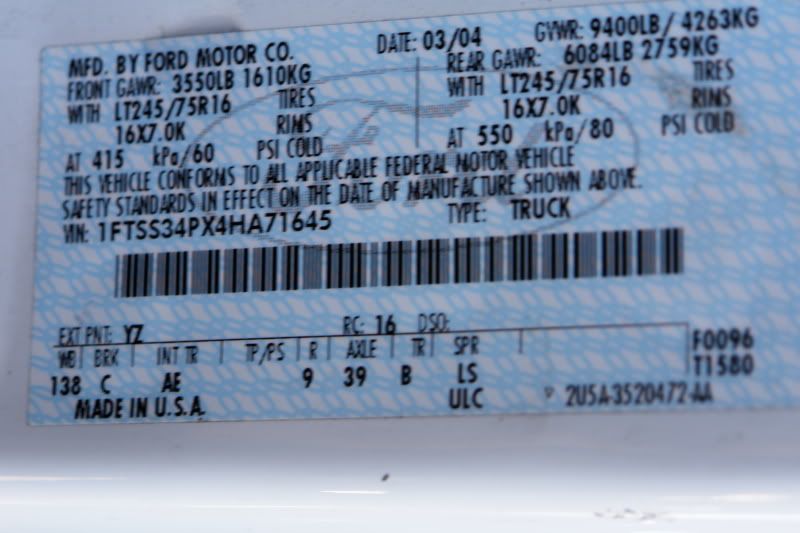 MFD. BY FORD MOTOR CO. DATE: 03/04 GVWR: 9400LB/ 4263KG
FRONT GAWR: 3550LB 1610KG REAR GAWR: 6084LB 2759KG
WITH LT245/75R16 TIRES WITH LT245/75R16 TIRES
16X7.0K RIMS 16X7.0K RIMS
AT 415 kPa/60 PSI COLD AT 550 kPa/80 PSI COLD
THIS VEHICLE CONFORMS TO ALL APPLICABLE FEDERAL MOTOR VEHICLE
SAFETY STANDARDS IN EFFECT ON THE DATE OF MANUFACTURE SHOWN ABOVE.
VIN: 1FTSS34PX4HA71645 TYPE: TRUCK
EXT PNT: YZ RC: 16 DSO:
WB BRK INT TR TP/PS R AXLE TR SPR F0096
138 C AE 9 39 B LS T1580
MADE IN U.S.A. ULC 2U5A-3520472-AA